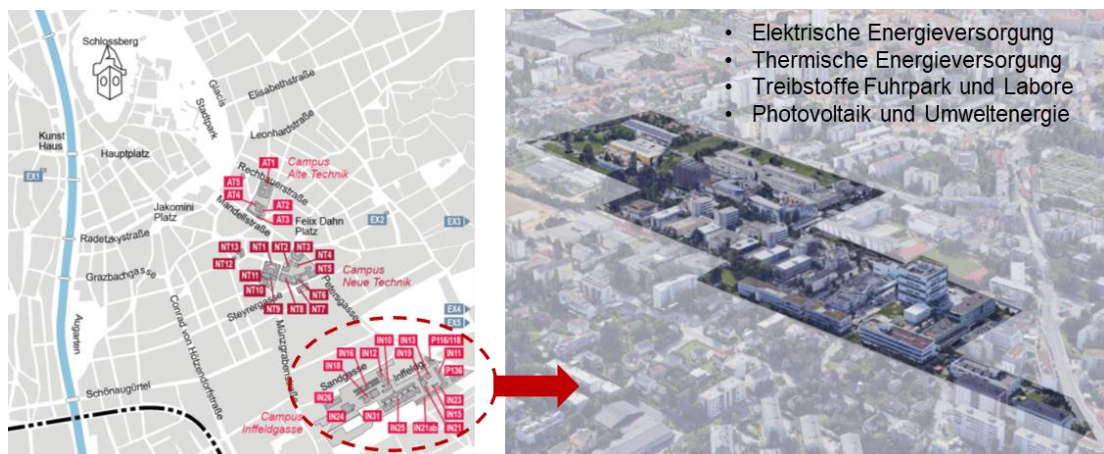 Schlossberg
Glacis
Stadtpark
Elisabethstraße
Leonhardstraße
Kunst
Haus
Hauptplatz
EX1
AT1
Campus
Alte Technik
Rechbauerstraße
AT5
AT4
AT2
AT3
Mandellstraße
Jakomini
Platz
Felix Dahn
Platz
EX2
EX3
Radetzkystraße
NT13
NT1
NT2
NT3
NT4
NT12
NT5
Campus
Neue Technik
NT11
NT10
NT6
Grazbachgasse
Steyrergasse
NT9
NT8
NT7
Petersgasse
EX4
EX5
Augarten
Conrad von Hötzendorfstraße
Münzgrabenstraße
IN10
IN13
P116/118
IN16
IN12
IN19
IN11
IN18
P136
Sandgasse
Inffeldg.
Schönaugürtel
IN26
IN23
Campus
Inffeldgasse
IN24
IN31
IN15
IN25
IN21ab
IN21
• Elektrische Energieversorgung
• Thermische Energieversorgung
• Treibstoffe Fuhrpark und Labore
• Photovoltaik und Umweltenergie